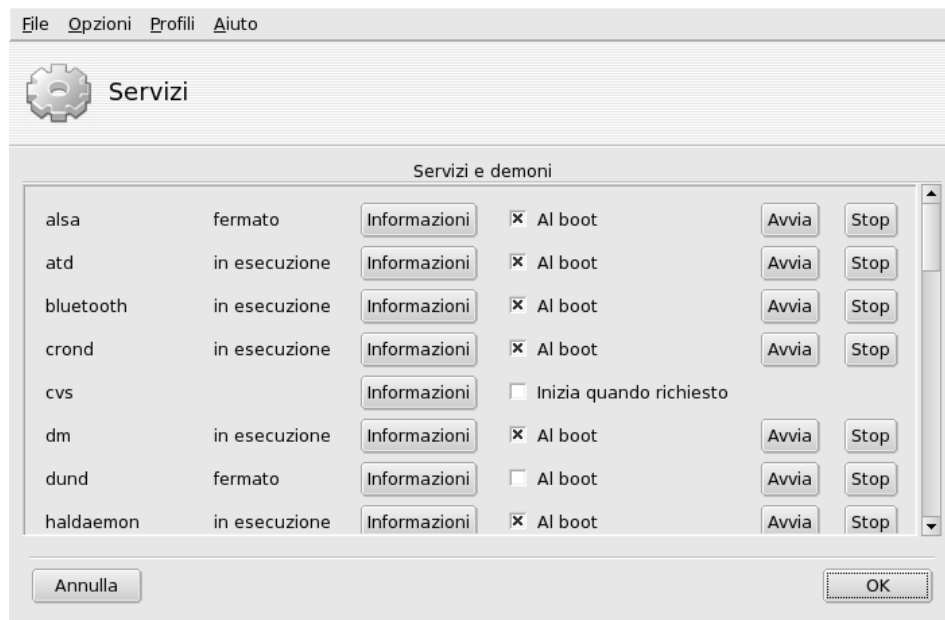 File Opzioni Profili Aiuto
Servizi
Servizi e demoni
alsa fermato Informazioni Al boot Avvia Stop
atd in esecuzione Informazioni Al boot Avvia Stop
bluetooth in esecuzione Informazioni Al boot Avvia Stop
crond in esecuzione Informazioni Al boot Avvia Stop
cvs Informazioni Inizia quando richiesto
dm in esecuzione Informazioni Al boot Avvia Stop
dund fermato Informazioni Al boot Avvia Stop
haldaemon in esecuzione Informazioni Al boot Avvia Stop
Annulla OK